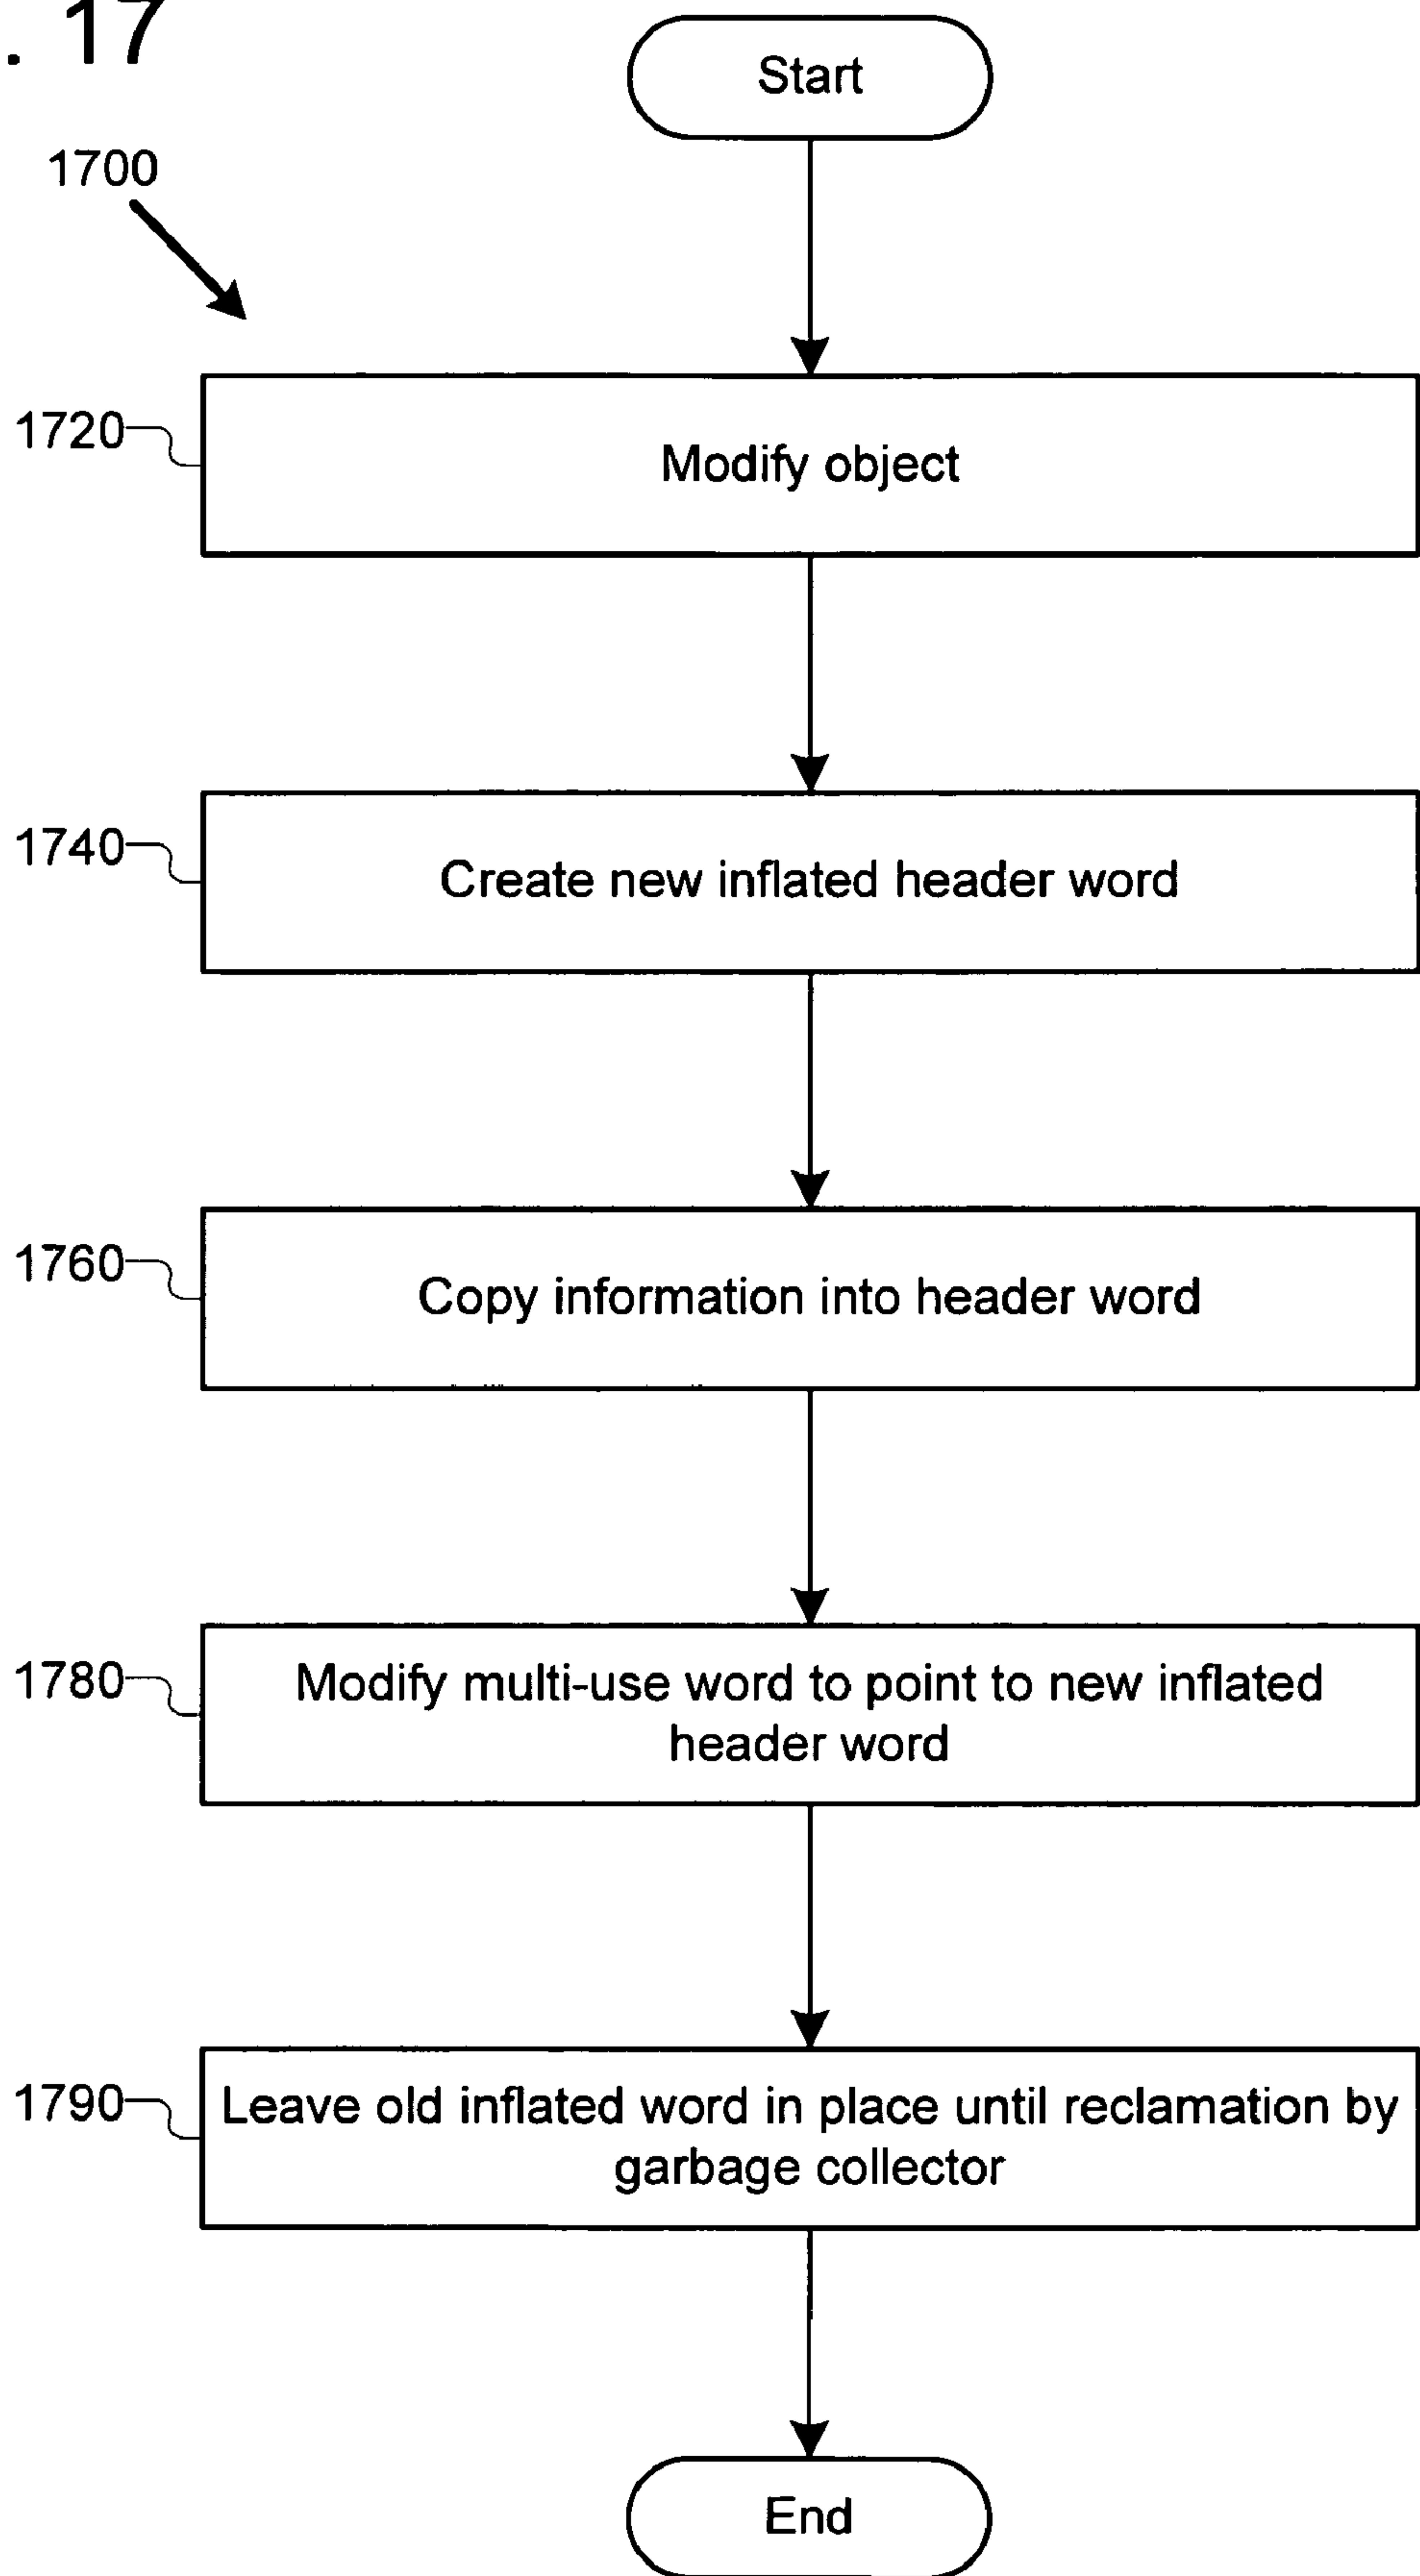 . 17
Start
1700
1720
Modify object
1740
Create new inflated header word
1760
Copy information into header word
1780
Modify multi-use word to point to new inflated
header word
1790
Leave old inflated word in place until reclamation by
garbage collector
End